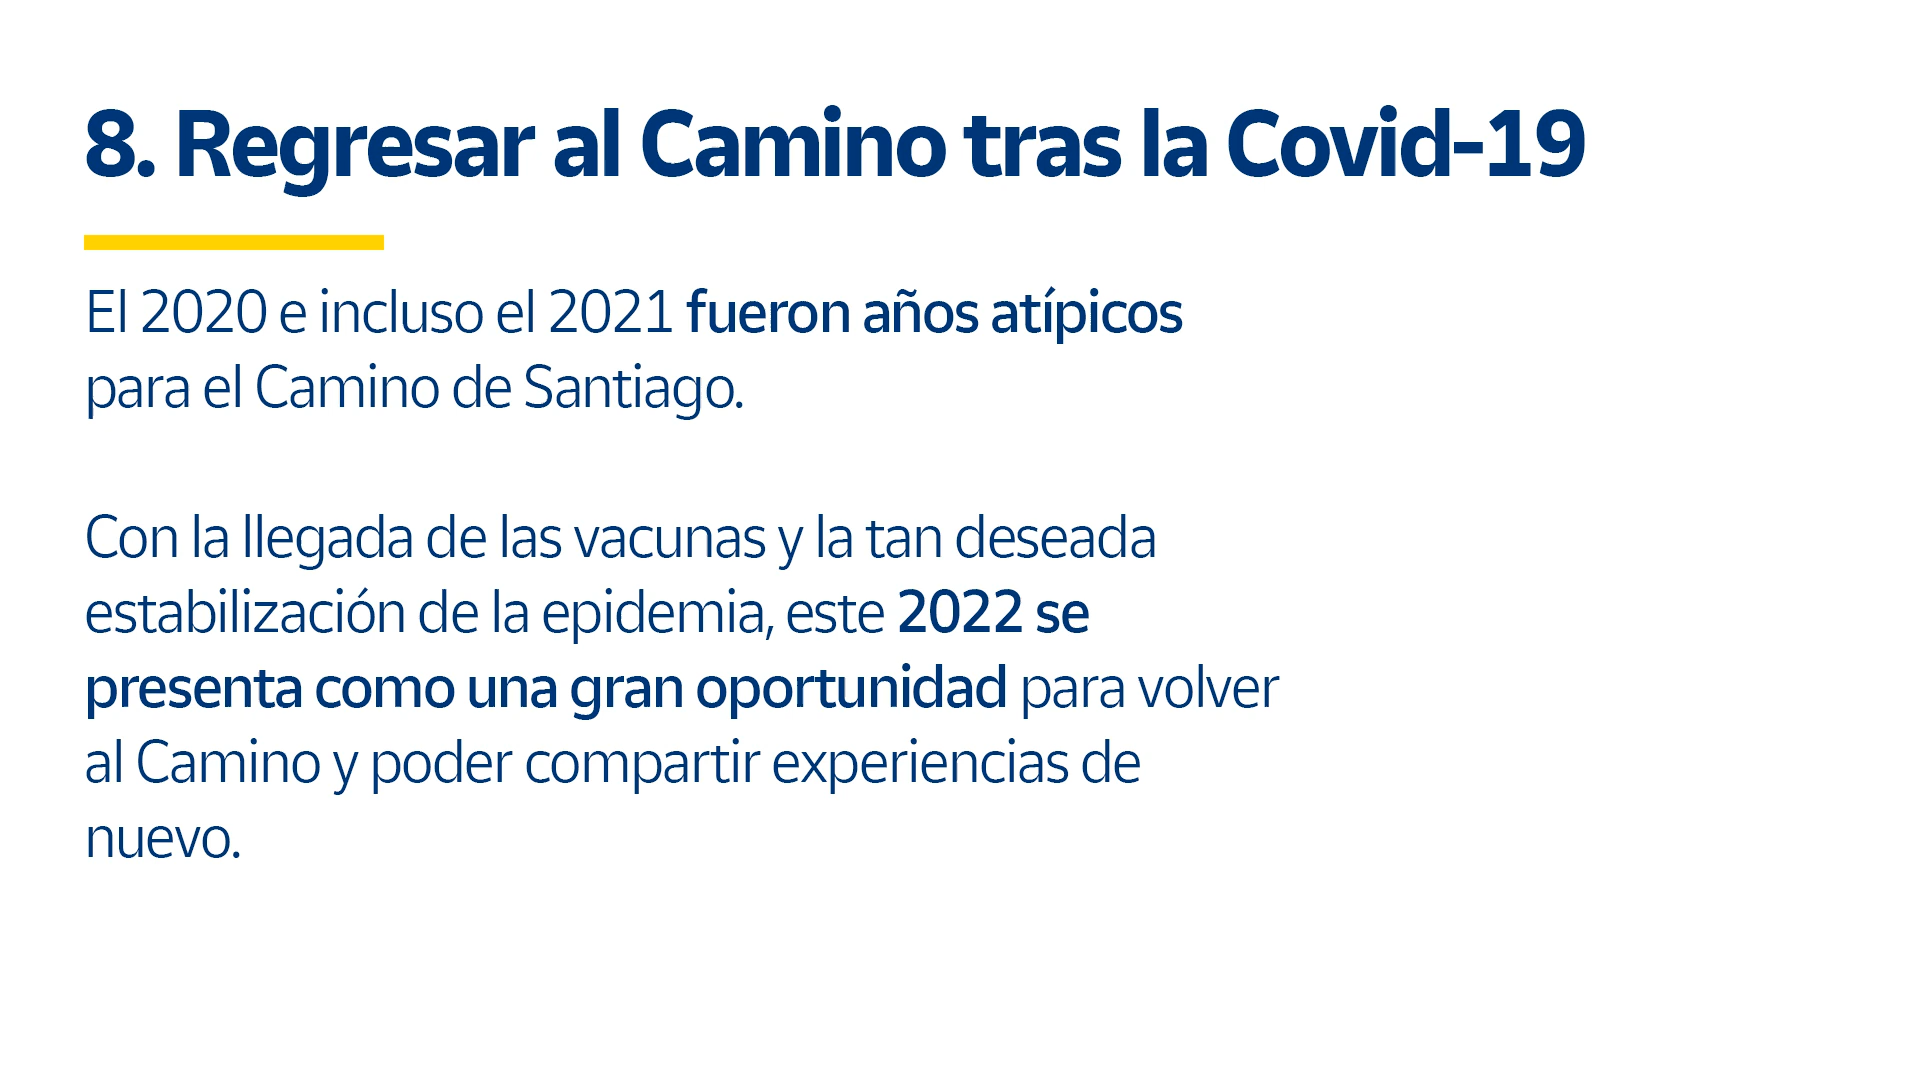 8. Regresar al Camino tras la Covid-19
El 2020 e incluso el 2021 fueron años atípicos
para el Camino de Santiago.
Con la llegada de las vacunas y la tan deseada
estabilización de la epidemia, este 2022 se
presenta como una gran oportunidad para volver
al Camino y poder compartir experiencias de
nuevo.